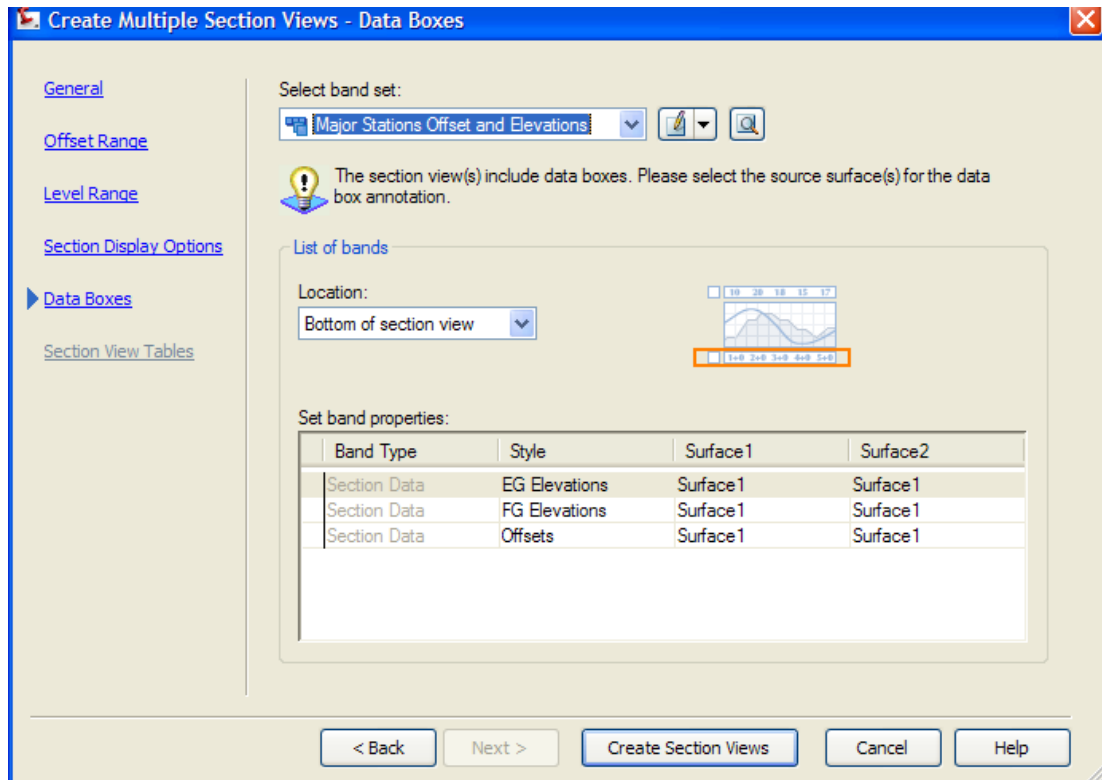 Create Multiple Section Views - Data Boxes
General
Offset Range
Level Range
Section Display Options
Data Boxes
Section View Tables
Select band set:
Major Stations Offset and Elevations
The section view(s) include data boxes. Please select the source surface(s) for the data
box annotation.
List of bands
Location:
Bottom of section view
10 20 18 15 17
1+0 2+0 3+0 4+0 5+0
Set band properties:
Band Type Style Surface1 Surface2
Section Data EG Elevations Surface1 Surface1
Section Data FG Elevations Surface1 Surface1
Section Data Offsets Surface1 Surface1
< Back Next > Create Section Views Cancel Help